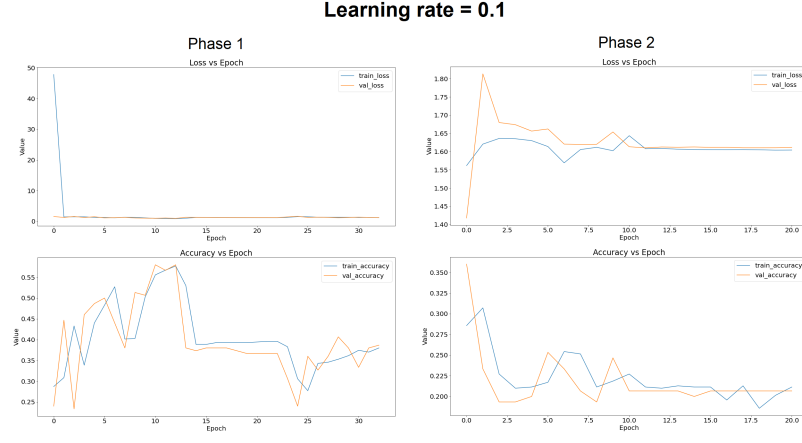 Learning rate = 0.1
Phase 1
Loss vs Epoch
50
40
30
20
10
0
Value
train_loss
val_loss
0 5 10 15 20 25 30
Epoch
Accuracy vs Epoch
0.55
0.50
0.45
0.40
0.35
0.30
0.25
Value
train_accuracy
val_accuracy
0 5 10 15 20 25 30
Epoch
Phase 2
Loss vs Epoch
1.80
1.75
1.70
1.65
1.60
1.55
1.50
1.45
1.40
Value
train_loss
val_loss
0.0 2.5 5.0 7.5 10.0 12.5 15.0 17.5 20.0
Epoch
Accuracy vs Epoch
0.350
0.325
0.300
0.275
0.250
0.225
0.200
Value
train_accuracy
val_accuracy
0.0 2.5 5.0 7.5 10.0 12.5 15.0 17.5 20.0
Epoch